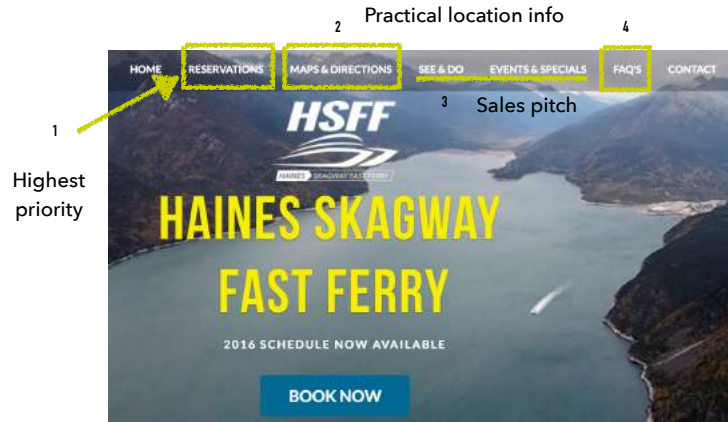 Practical location info
2
4
HOME RESERVATIONS MAPS & DIRECTIONS SEE & DO EVENTS & SPECIALS FAQ'S CONTACT
3 Sales pitch
1
Highest
priority
HSFF
HAINES SKAGWAY FAST FERRY
HAINES SKAGWAY
FAST FERRY
2016 SCHEDULE NOW AVAILABLE
BOOK NOW